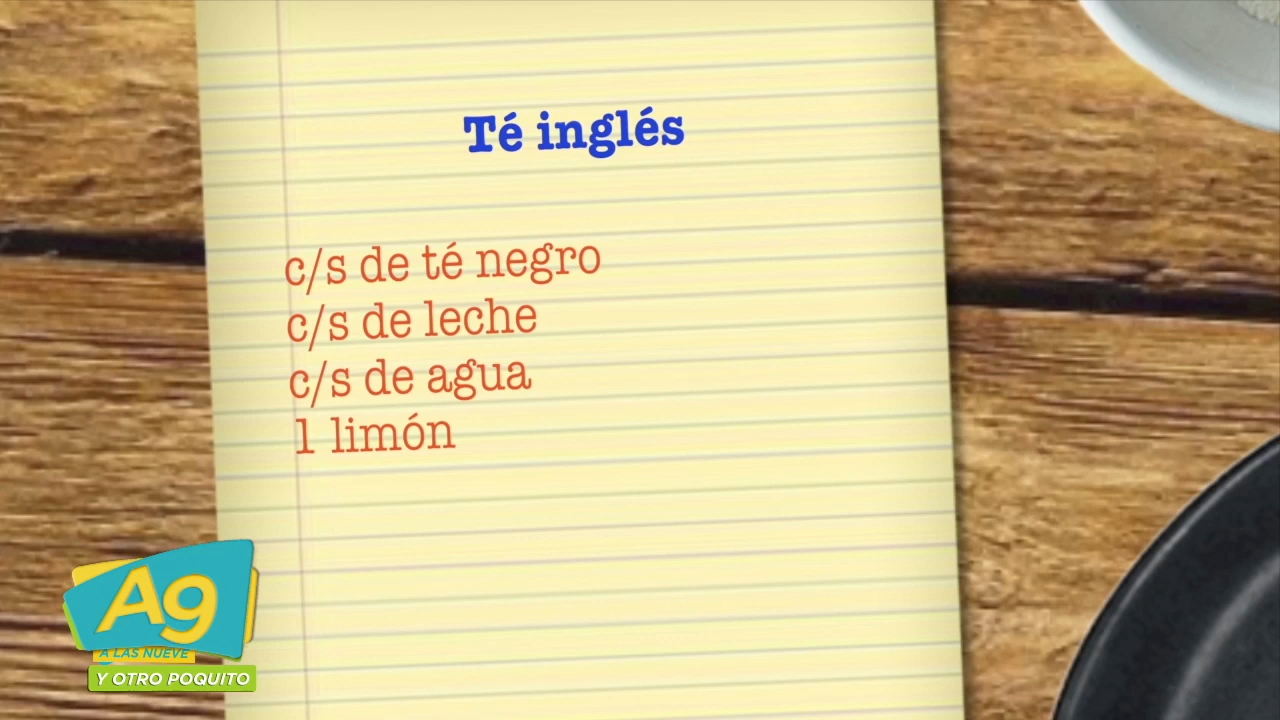 Té inglés
c/s de té negro
c/s de leche
c/s de agua
1 limón
A9
A LAS NUEVE
Y OTRO POQUITO